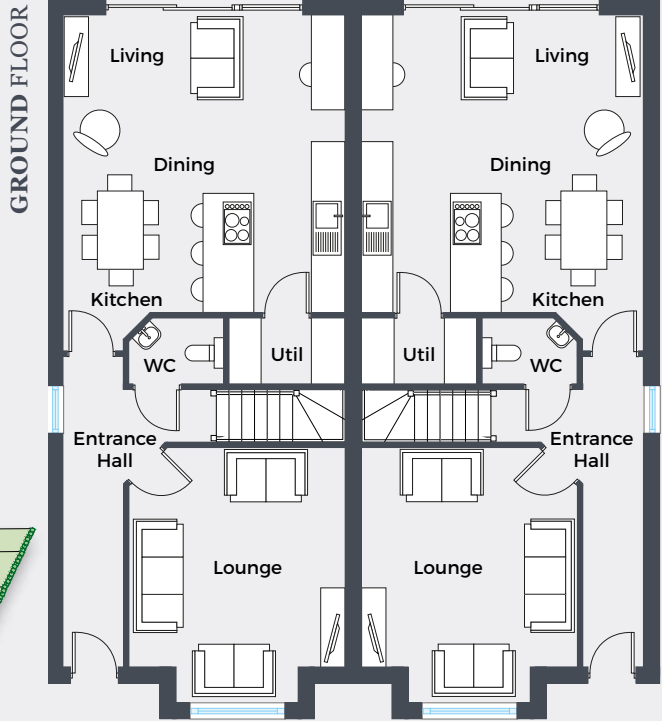 GROUND FLOOR
Living
Living
Dining
Dining
Kitchen
Kitchen
WC
Util
Util
WC
Entrance
Hall
Entrance
Hall
Lounge
Lounge